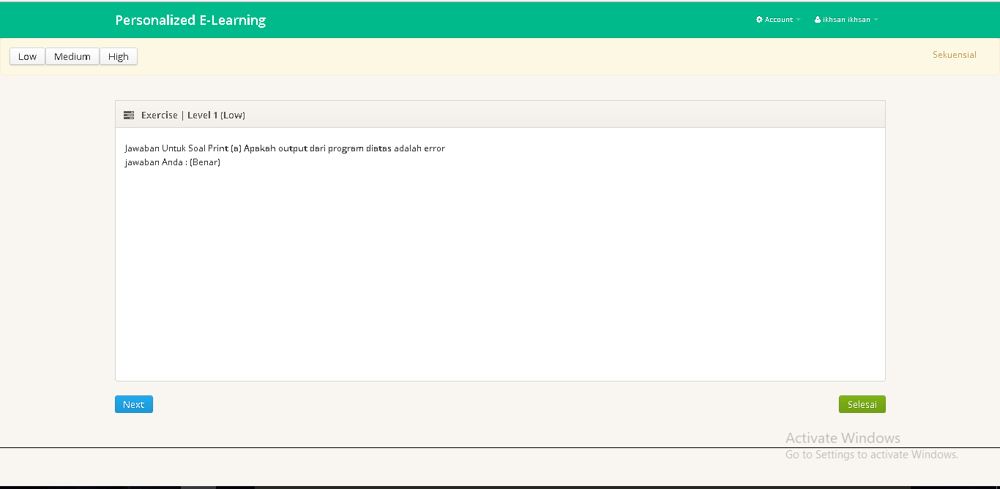 Personalized E-Learning
Account
ikhsan ikhsan
Low Medium High
Sekuensial
Exercise | Level 1 (Low)
Jawaban Untuk Soal Print (a) Apakah output dari program diatas adalah error
jawaban Anda : (Benar)
Next
Selesai
Activate Windows
Go to Settings to activate Windows.